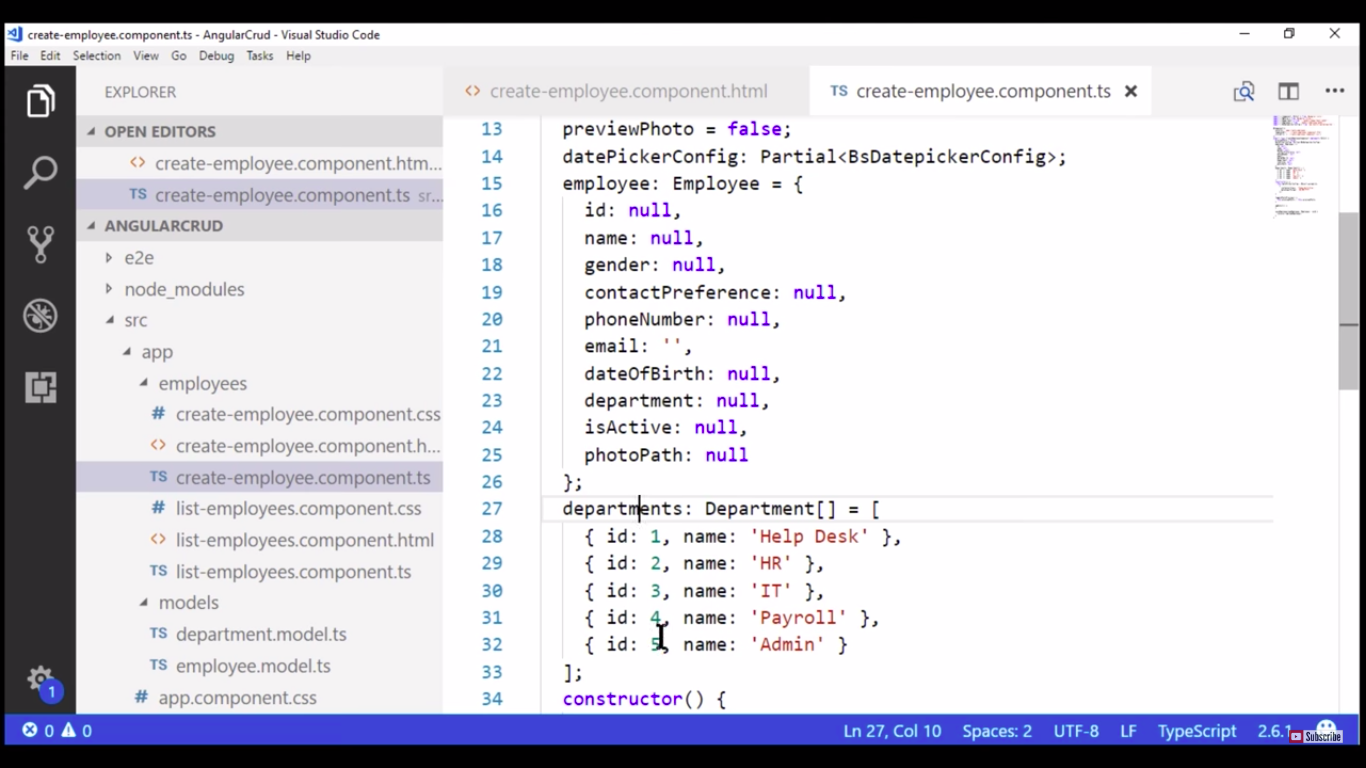 create-employee.component.ts - AngularCrud - Visual Studio Code
File Edit Selection View Go Debug Tasks Help
EXPLORER
OPEN EDITORS
create-employee.component.htm...
TS create-employee.component.ts sr...
ANGULARCRUD
e2e
node_modules
src
app
employees
# create-employee.component.css
create-employee.component.h...
TS create-employee.component.ts
# list-employees.component.css
list-employees.component.html
TS list-employees.component.ts
models
TS department.model.ts
TS employee.model.ts
# app.component.css
1
create-employee.component.html
TS create-employee.component.ts
13 previewPhoto = false;
14 datePickerConfig: Partial<BsDatepickerConfig>;
15 employee: Employee = {
16 id: null,
17 name: null,
18 gender: null,
19 contactPreference: null,
20 phoneNumber: null,
21 email: '',
22 dateOfBirth: null,
23 department: null,
24 isActive: null,
25 photoPath: null
26 };
27 departments: Department[] = [
28 { id: 1, name: 'Help Desk' },
29 { id: 2, name: 'HR' },
30 { id: 3, name: 'IT' },
31 { id: 4, name: 'Payroll' },
32 { id: 5, name: 'Admin' }
33 ];
34 constructor() {
0 0 Ln 27, Col 10 Spaces: 2 UTF-8 LF TypeScript 2.6.1
Subscribe